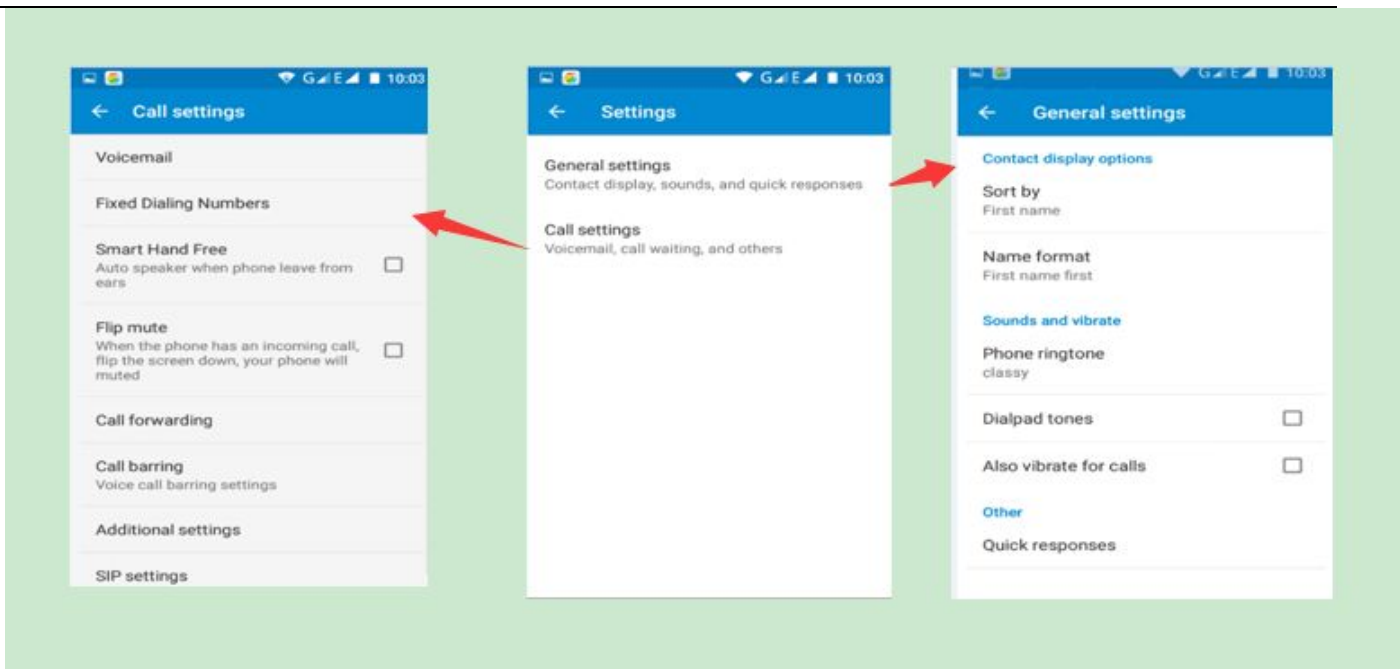 G E 10:03
Call settings
Voicemail
Fixed Dialing Numbers
Smart Hand Free
Auto speaker when phone leave from
ears
Flip mute
When the phone has an incoming call,
flip the screen down, your phone will
muted
Call forwarding
Call barring
Voice call barring settings
Additional settings
SIP settings
G E 10:03
Settings
General settings
Contact display, sounds, and quick responses
Call settings
Voicemail, call waiting, and others
G E 10:03
General settings
Contact display options
Sort by
First name
Name format
First name first
Sounds and vibrate
Phone ringtone
classy
Dialpad tones
Also vibrate for calls
Other
Quick responses